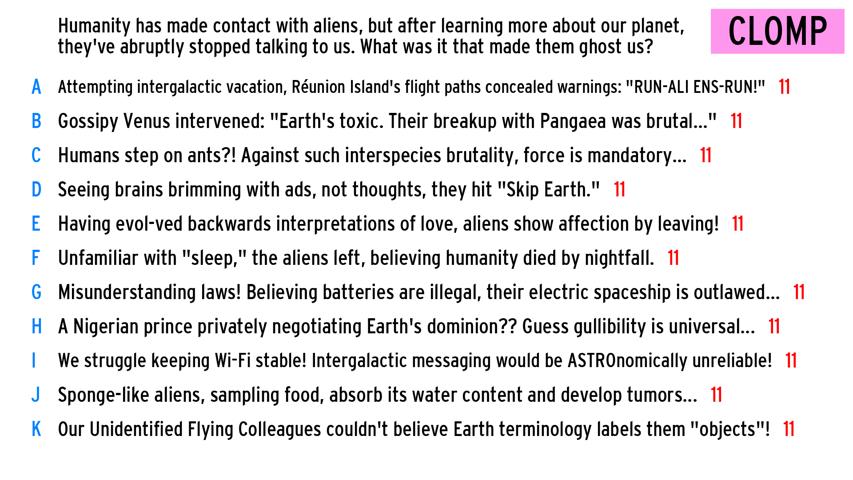 Humanity has made contact with aliens, but after learning more about our planet,
they've abruptly stopped talking to us. What was it that made them ghost us?
CLOMP
A Attempting intergalactic vacation, Réunion Island's flight paths concealed warnings: "RUN-ALI ENS-RUN!" 11
B Gossipy Venus intervened: "Earth's toxic. Their breakup with Pangaea was brutal..." 11
C Humans step on ants?! Against such interspecies brutality, force is mandatory... 11
D Seeing brains brimming with ads, not thoughts, they hit "Skip Earth." 11
E Having evol-ved backwards interpretations of love, aliens show affection by leaving! 11
F Unfamiliar with "sleep," the aliens left, believing humanity died by nightfall. 11
G Misunderstanding laws! Believing batteries are illegal, their electric spaceship is outlawed... 11
H A Nigerian prince privately negotiating Earth's dominion?? Guess gullibility is universal... 11
I We struggle keeping Wi-Fi stable! Intergalactic messaging would be ASTROnomically unreliable! 11
J Sponge-like aliens, sampling food, absorb its water content and develop tumors... 11
K Our Unidentified Flying Colleagues couldn't believe Earth terminology labels them "objects"! 11